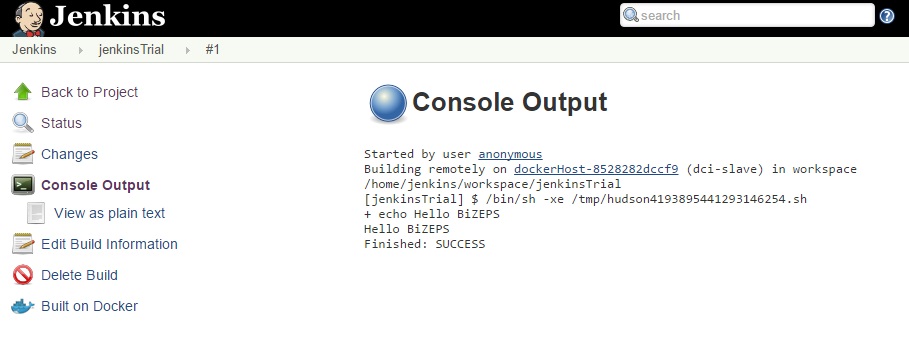 Jenkins
search
Jenkins jenkinsTrial #1
Back to Project
Status
Changes
Console Output
View as plain text
Edit Build Information
Delete Build
Built on Docker
Console Output
Started by user anonymous
Building remotely on dockerHost-8528282dccf9 (dci-slave) in workspace
/home/jenkins/workspace/jenkinsTrial
[jenkinsTrial] $ /bin/sh -xe /tmp/hudson4193895441293146254.sh
+ echo Hello BiZEPS
Hello BiZEPS
Finished: SUCCESS